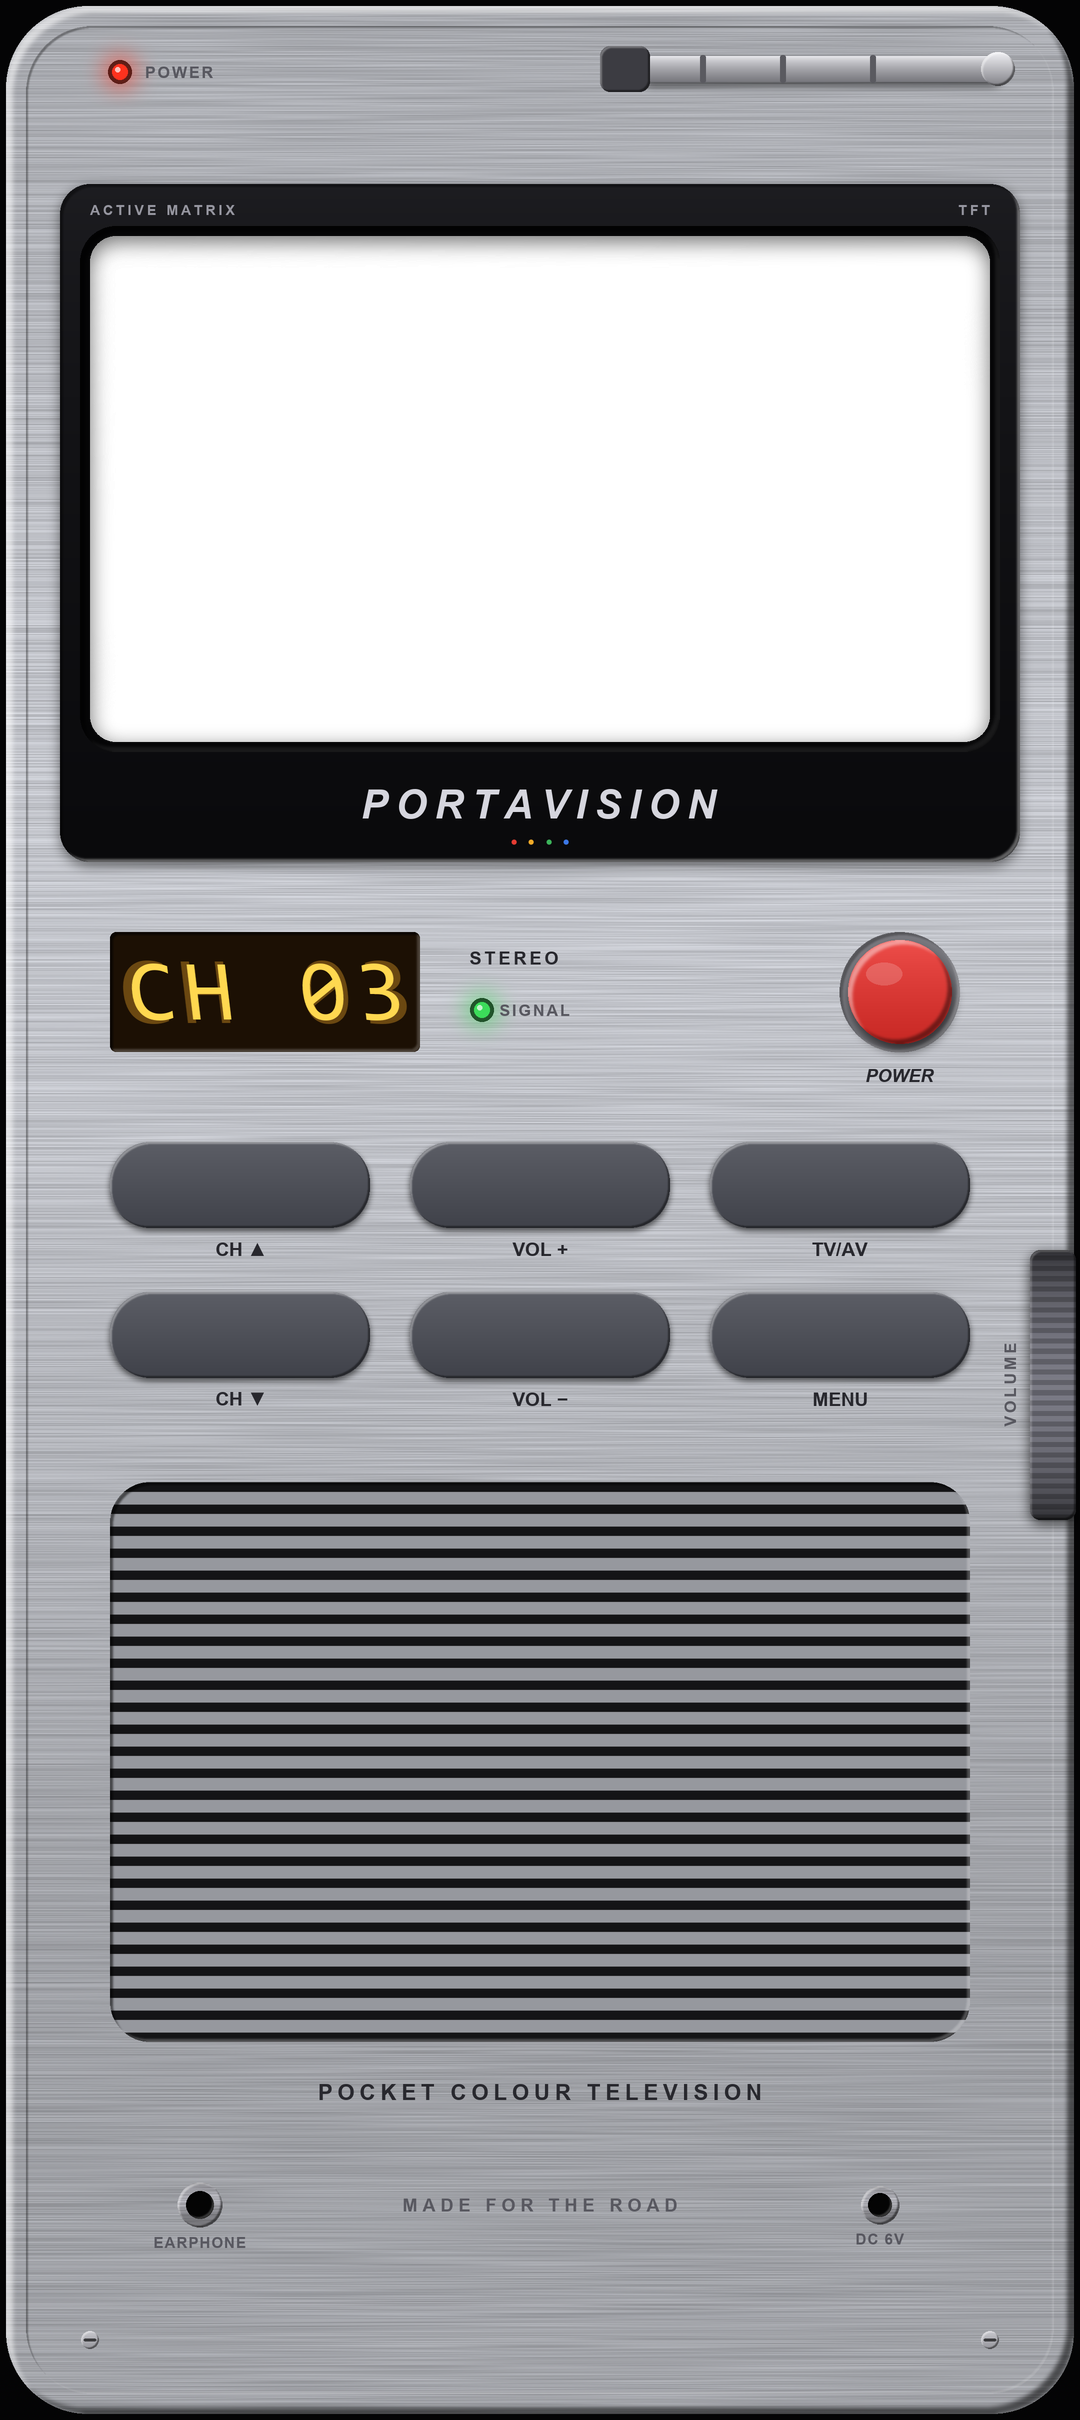 POWER
ACTIVE MATRIX
TFT
PORTAVISION
CH 03
STEREO
SIGNAL
POWER
CH ▲
VOL +
TV/AV
CH ▼
VOL −
MENU
VOLUME
POCKET COLOUR TELEVISION
MADE FOR THE ROAD
EARPHONE
DC 6V